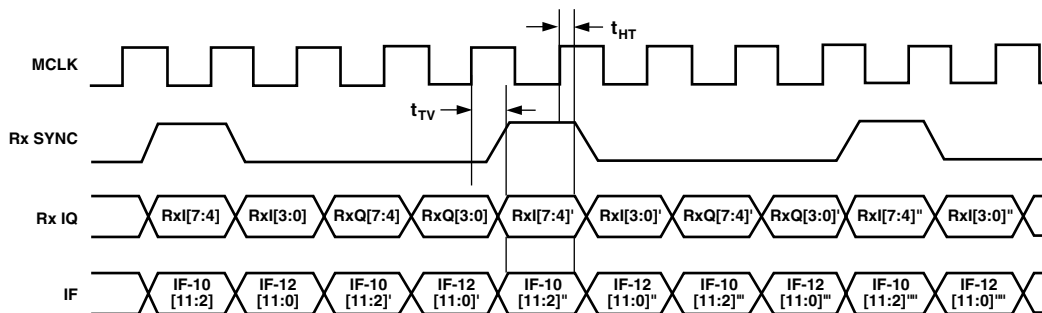 tHT
MCLK
tTV
Rx SYNC
Rx IQ
RxI[7:4] RxI[3:0] RxQ[7:4] RxQ[3:0] RxI[7:4]' RxI[3:0]' RxQ[7:4]' RxQ[3:0]' RxI[7:4]" RxI[3:0]"
IF
IF-10 IF-12 IF-10 IF-12 IF-10 IF-12 IF-10 IF-12 IF-10 IF-12
[11:2] [11:0] [11:2]' [11:0]' [11:2]" [11:0]" [11:2]"' [11:0]"' [11:2]"" [11:0]""